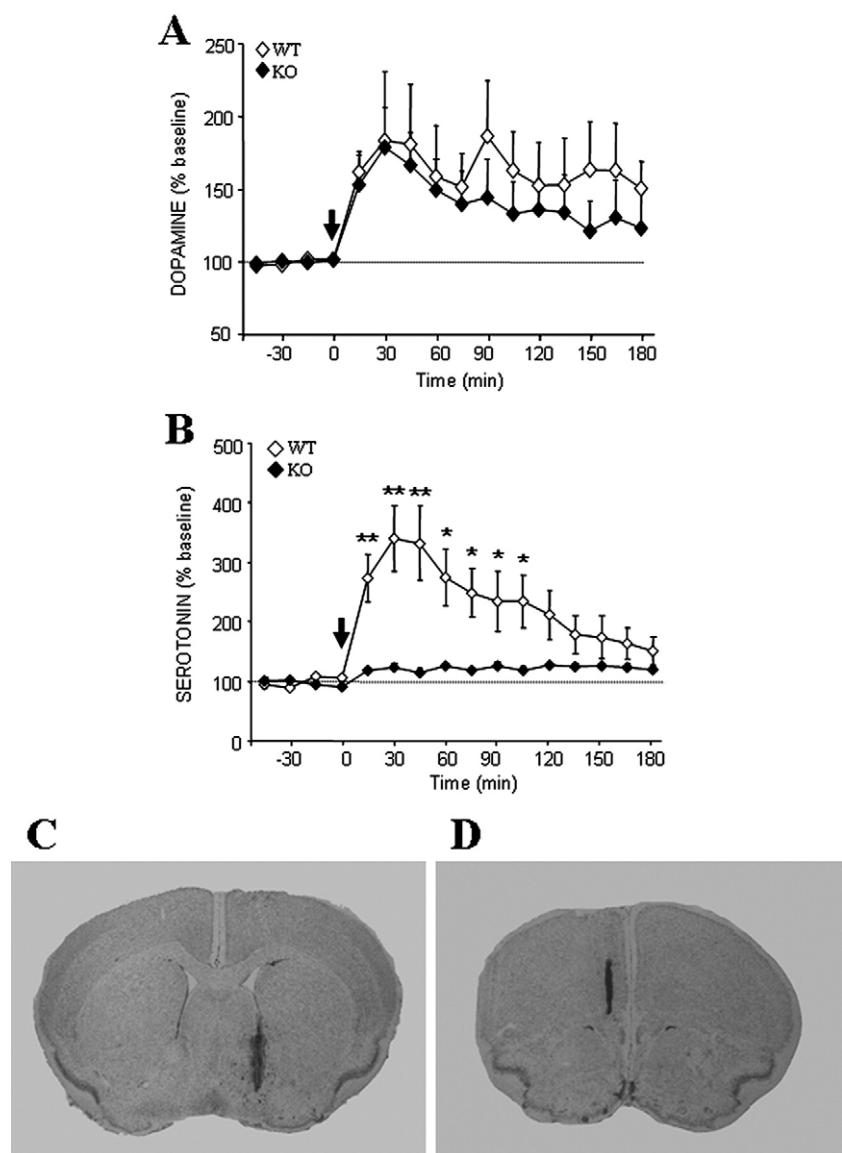 A
WT
KO
DOPAMINE (% baseline)
250
200
150
100
50
-30 0 30 60 90 120 150 180
Time (min)
B
WT
KO
SEROTONIN (% baseline)
500
400
300
200
100
0
** ** ** * * * *
-30 0 30 60 90 120 150 180
Time (min)
C
D